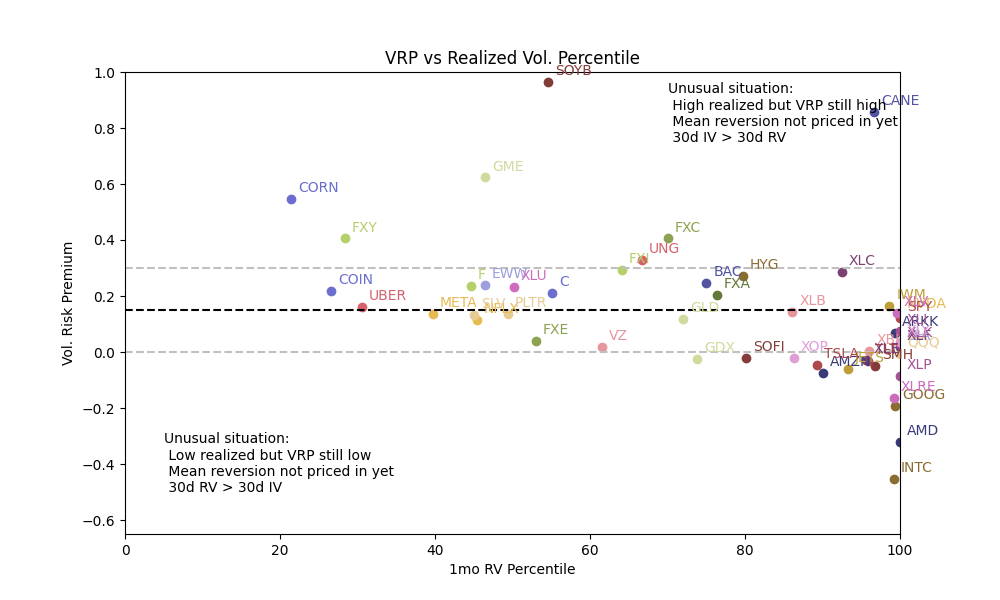 VRP vs Realized Vol. Percentile
1.0
0.8
0.6
0.4
0.2
0.0
−0.2
−0.4
−0.6
Vol. Risk Premium
0
20
40
60
80
100
1mo RV Percentile
Unusual situation:
High realized but VRP still high
Mean reversion not priced in yet
30d IV > 30d RV
Unusual situation:
Low realized but VRP still low
Mean reversion not priced in yet
30d RV > 30d IV
SOYB
CANE
GME
CORN
FXY
FXC
UNG
HYG
XLC
F
EWW
XLU
C
BAC
FXA
COIN
UBER
META
NFLX
PLTR
GLD
XLB
IWM
SPY
ARKK
FXE
VZ
GDX
SOFI
XOP
TSLA
AMZN
SMH
QQQ
XLP
XLRE
GOOG
AMD
INTC